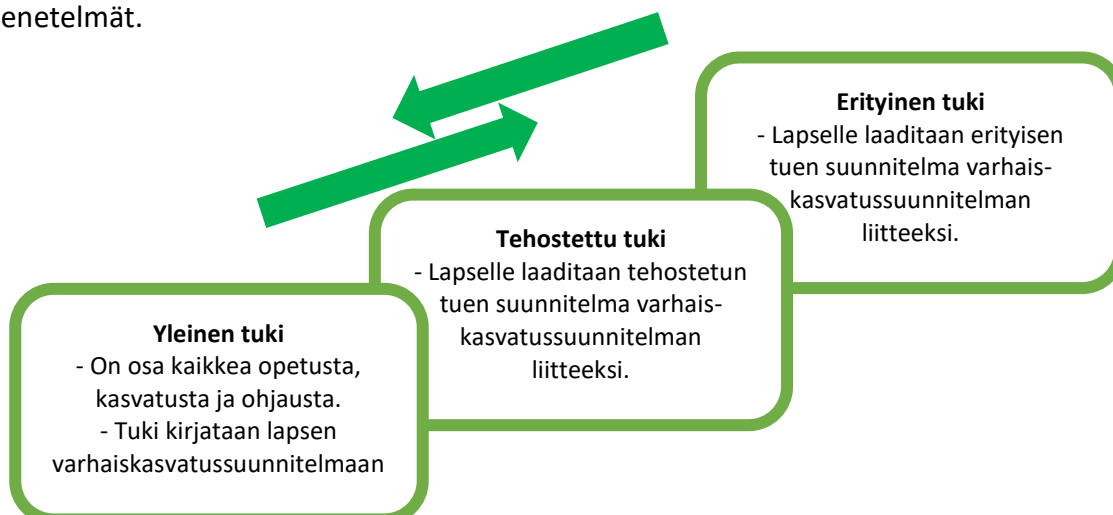 enetelmät.
Erityinen tuki
- Lapselle laaditaan erityisen
tuen suunnitelma varhais-
kasvatussuunnitelman
liitteeksi.
Tehostettu tuki
- Lapselle laaditaan tehostetun
tuen suunnitelma varhais-
kasvatussuunnitelman
liitteeksi.
Yleinen tuki
- On osa kaikkea opetusta,
kasvatusta ja ohjausta.
- Tuki kirjataan lapsen
varhaiskasvatussuunnitelmaan